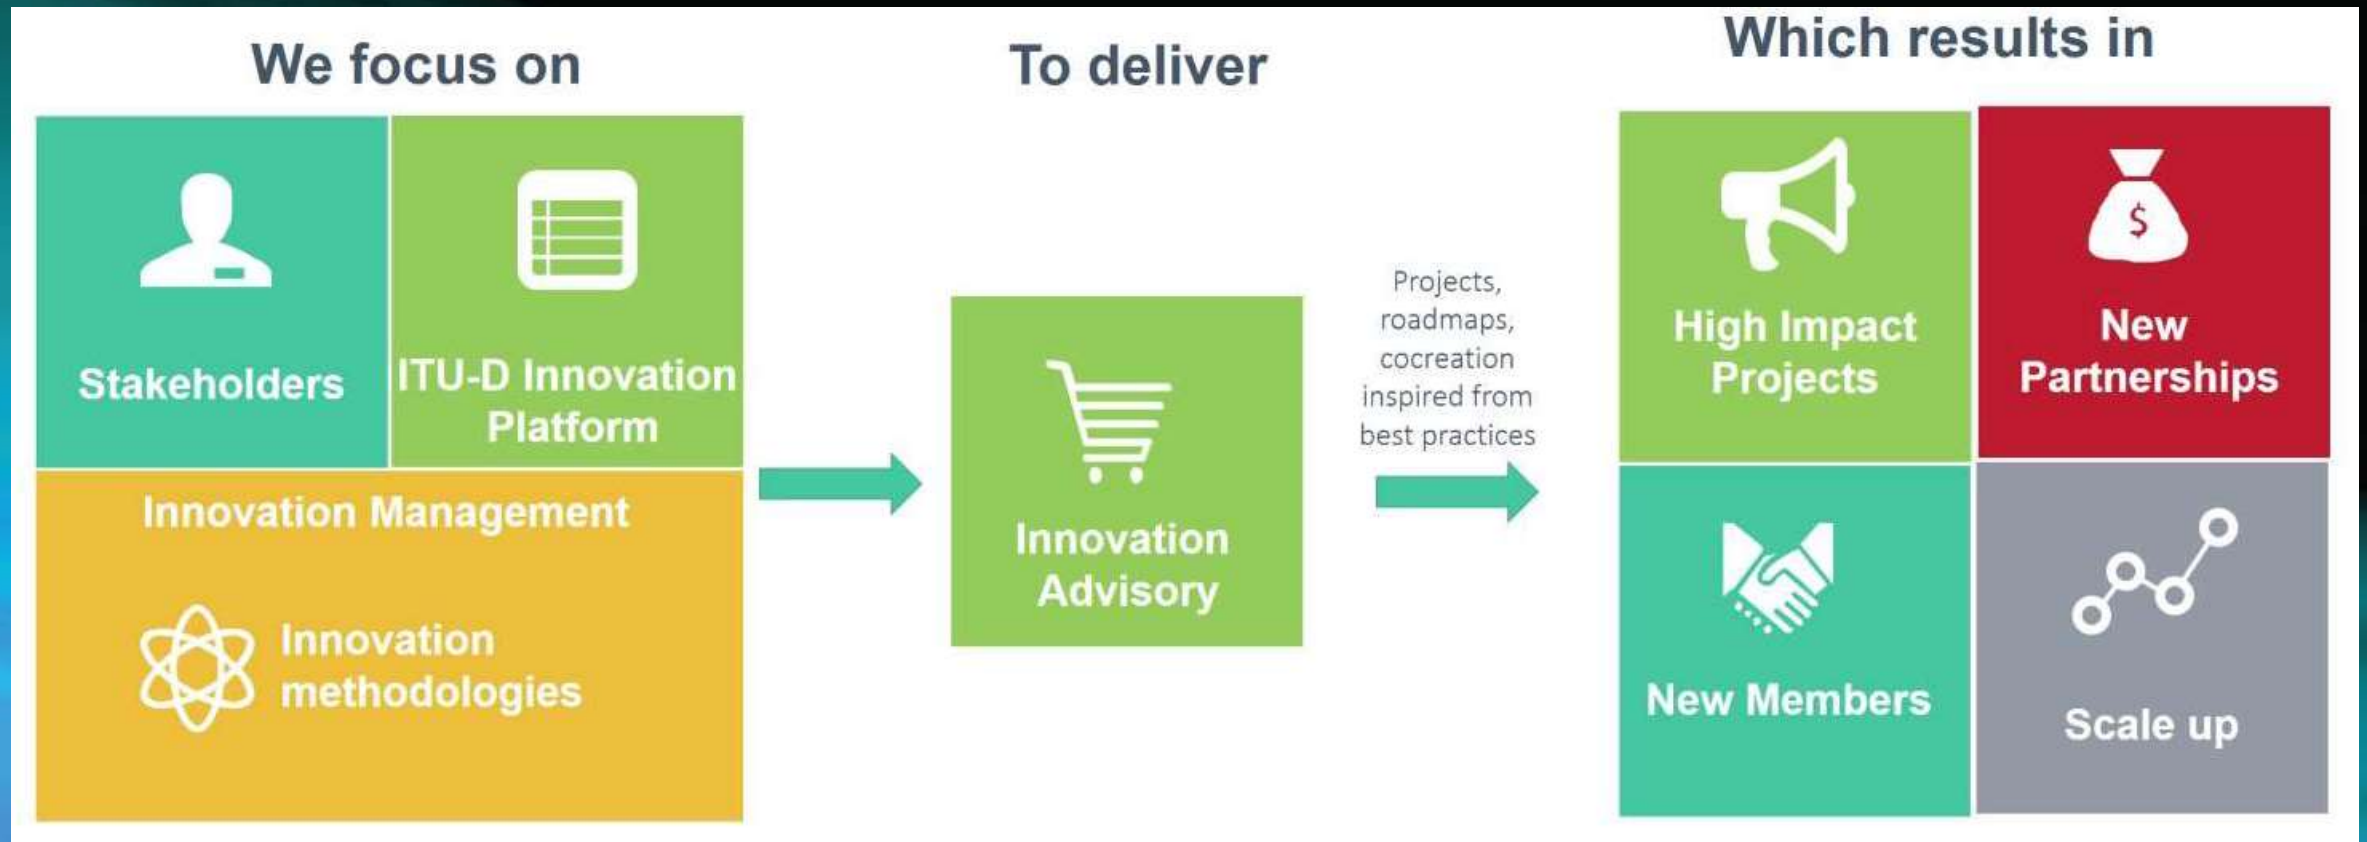 We focus on
Stakeholders
ITU-D Innovation
Platform
Innovation Management
Innovation
methodologies
To deliver
Innovation
Advisory
Projects,
roadmaps,
cocreation
inspired from
best practices
Which results in
High Impact
Projects
$
New
Partnerships
New Members
Scale up